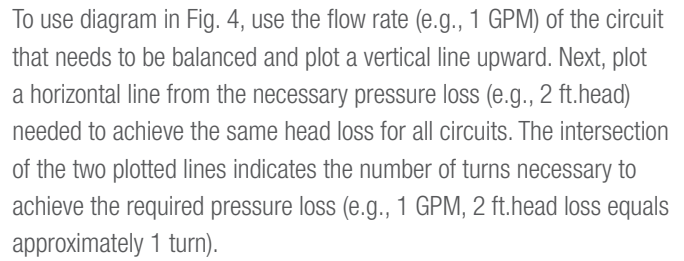 To use diagram in Fig. 4, use the flow rate (e.g., 1 GPM) of the circuit
that needs to be balanced and plot a vertical line upward. Next, plot
a horizontal line from the necessary pressure loss (e.g., 2 ft.head)
needed to achieve the same head loss for all circuits. The intersection
of the two plotted lines indicates the number of turns necessary to
achieve the required pressure loss (e.g., 1 GPM, 2 ft.head loss equals
approximately 1 turn).